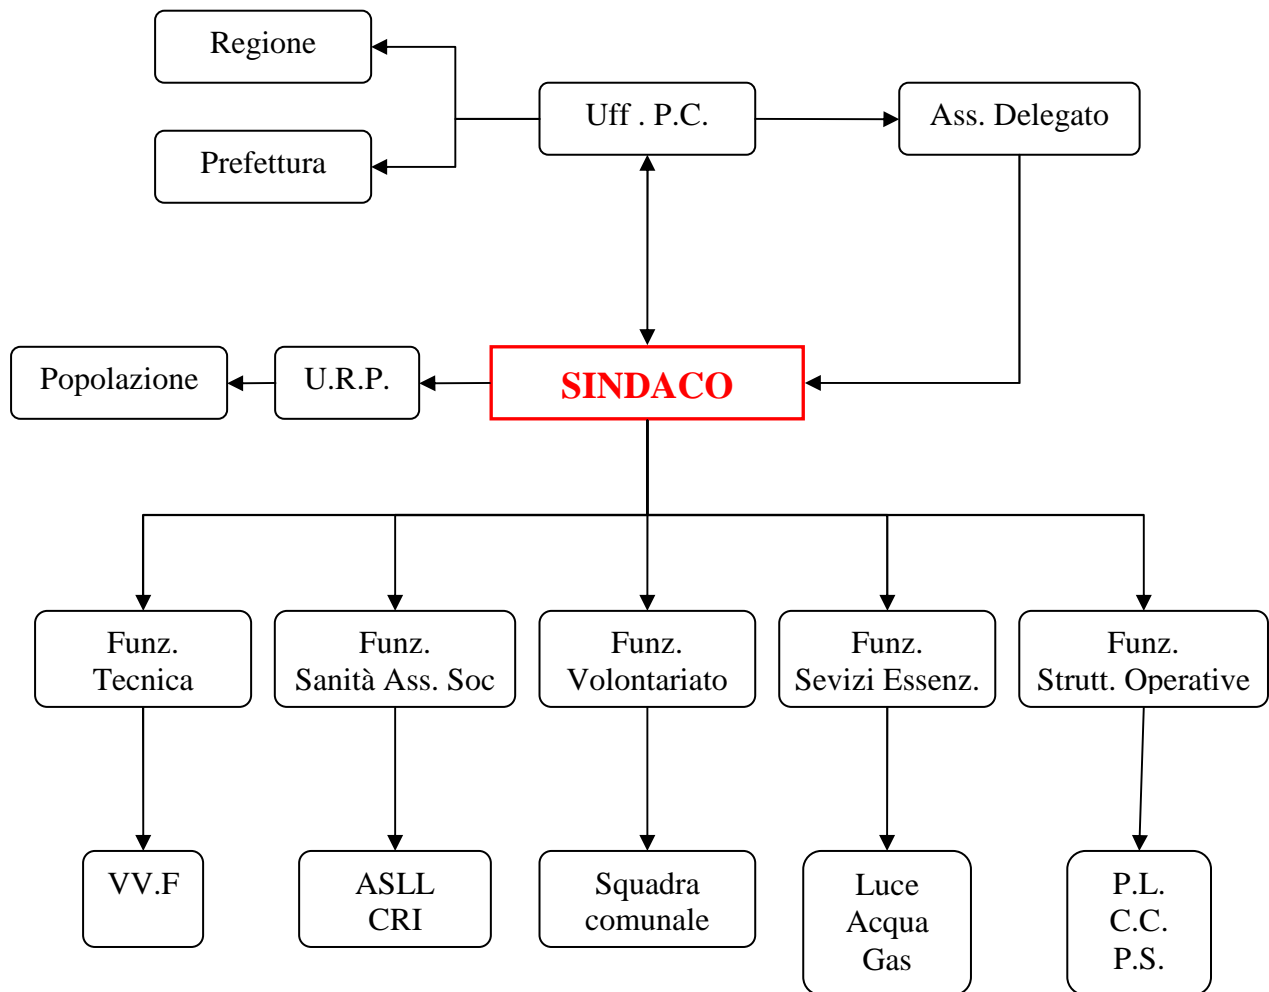 Regione
Uff . P.C.
Ass. Delegato
Prefettura
Popolazione
U.R.P.
SINDACO
Funz.
Tecnica
Funz.
Sanità Ass. Soc
Funz.
Volontariato
Funz.
Sevizi Essenz.
Funz.
Strutt. Operative
VV.F
ASLL
CRI
Squadra
comunale
Luce
Acqua
Gas
P.L.
C.C.
P.S.